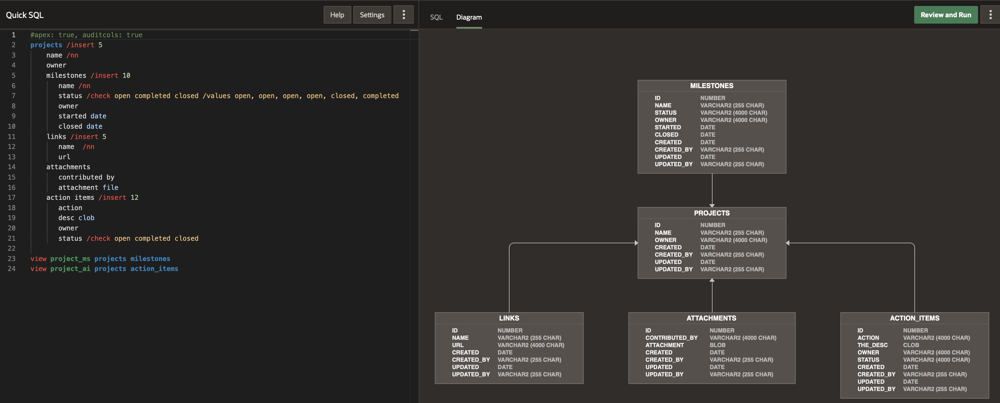 Quick SQL
Help
Settings
SQL
Diagram
Review and Run
1 #apex: true, auditcols: true
2 projects /insert 5
3 name /nn
4 owner
5 milestones /insert 10
6 name /nn
7 status /check open completed closed /values open, open, open, open, closed, completed
8 owner
9 started date
10 closed date
11 links /insert 5
12 name  /nn
13 url
14 attachments
15 contributed by
16 attachment file
17 action items /insert 12
18 action
19 desc clob
20 owner
21 status /check open completed closed
22
23 view project_ms projects milestones
24 view project_ai projects action_items
MILESTONES
ID NUMBER
NAME VARCHAR2 (255 CHAR)
STATUS VARCHAR2 (4000 CHAR)
OWNER VARCHAR2 (4000 CHAR)
STARTED DATE
CLOSED DATE
CREATED DATE
CREATED_BY VARCHAR2 (255 CHAR)
UPDATED DATE
UPDATED_BY VARCHAR2 (255 CHAR)
PROJECTS
ID NUMBER
NAME VARCHAR2 (255 CHAR)
OWNER VARCHAR2 (4000 CHAR)
CREATED DATE
CREATED_BY VARCHAR2 (255 CHAR)
UPDATED DATE
UPDATED_BY VARCHAR2 (255 CHAR)
LINKS
ID NUMBER
NAME VARCHAR2 (255 CHAR)
URL VARCHAR2 (4000 CHAR)
CREATED DATE
CREATED_BY VARCHAR2 (255 CHAR)
UPDATED DATE
UPDATED_BY VARCHAR2 (255 CHAR)
ATTACHMENTS
ID NUMBER
CONTRIBUTED_BY VARCHAR2 (4000 CHAR)
ATTACHMENT BLOB
CREATED DATE
CREATED_BY VARCHAR2 (255 CHAR)
UPDATED DATE
UPDATED_BY VARCHAR2 (255 CHAR)
ACTION_ITEMS
ID NUMBER
ACTION VARCHAR2 (4000 CHAR)
THE_DESC CLOB
OWNER VARCHAR2 (4000 CHAR)
STATUS VARCHAR2 (4000 CHAR)
CREATED DATE
CREATED_BY VARCHAR2 (255 CHAR)
UPDATED DATE
UPDATED_BY VARCHAR2 (255 CHAR)